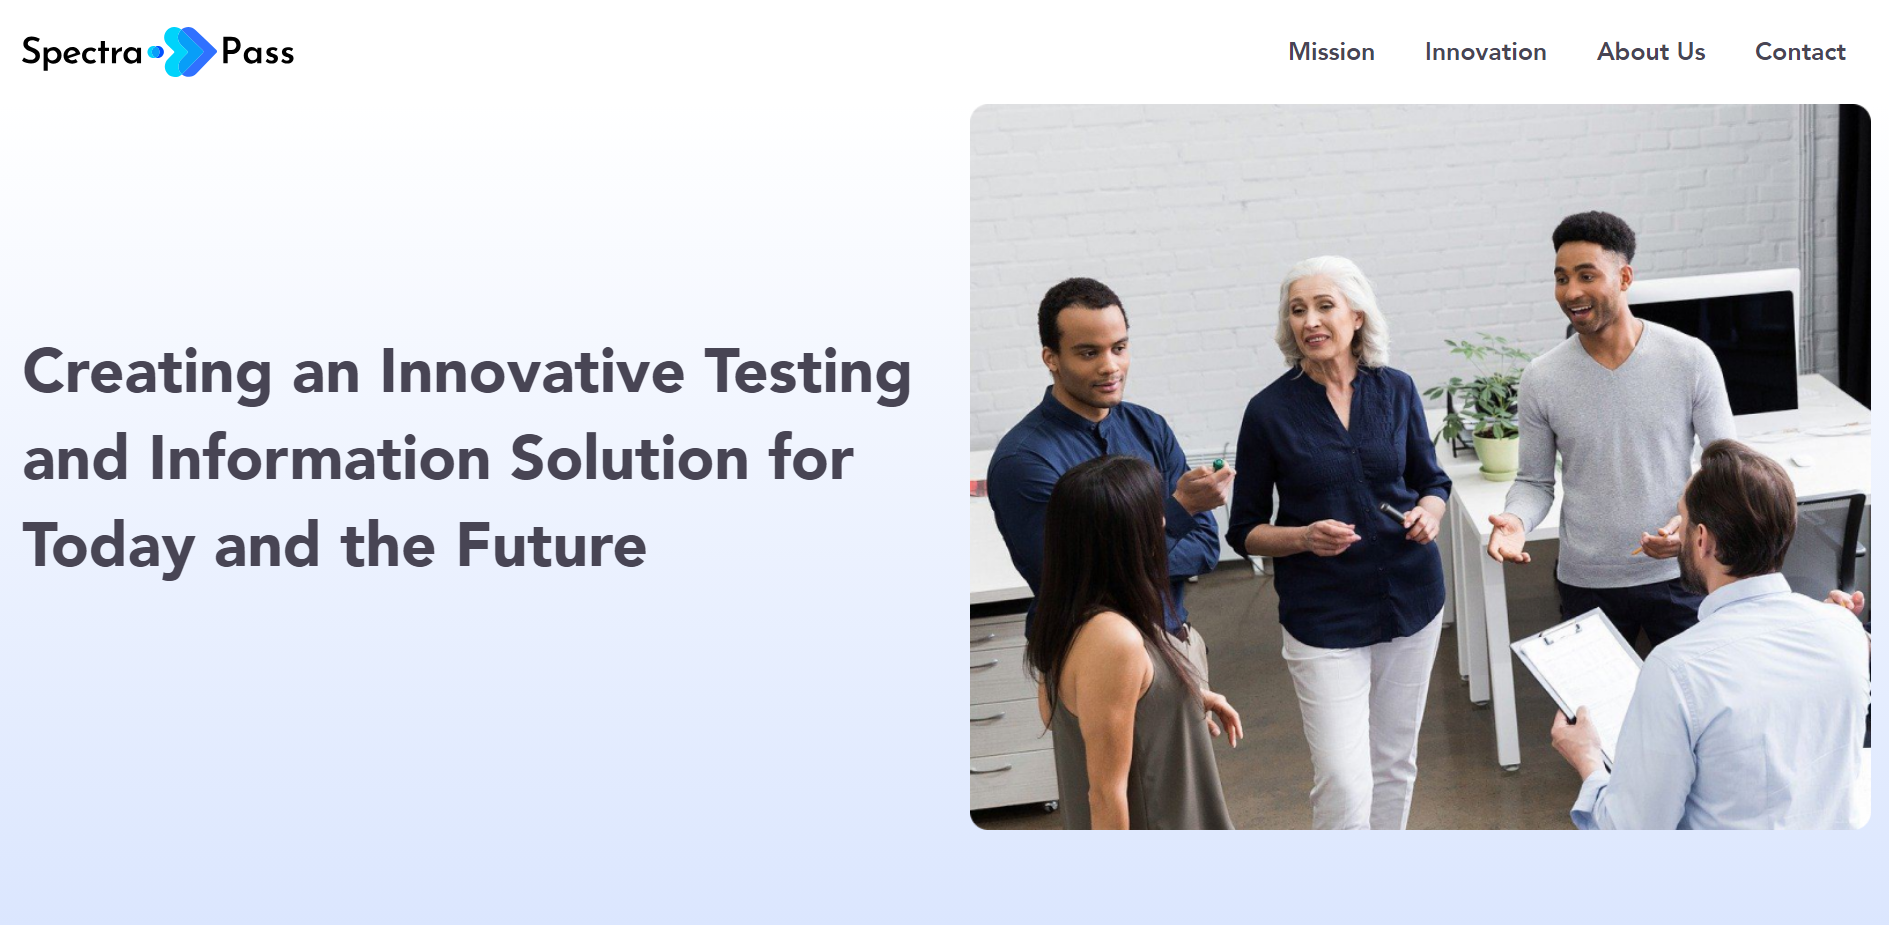 Spectra Pass
Mission Innovation About Us Contact
Creating an Innovative Testing
and Information Solution for
Today and the Future